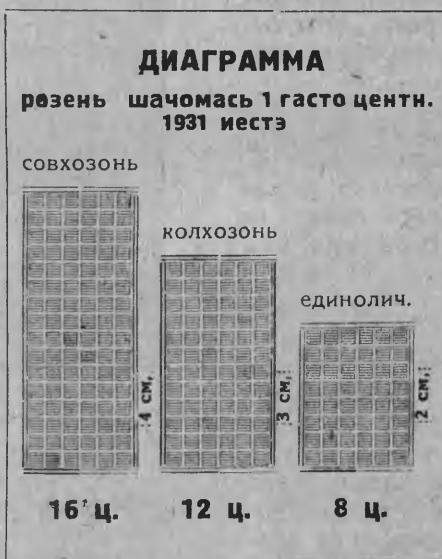 ДИАГРАММА
розень шачомась 1 гасто центн.
1931 иестэ
совхозонь
колхозонь
единолич.
4 см.
3 см.
2 см.
16 ц.
12 ц.
8 ц.